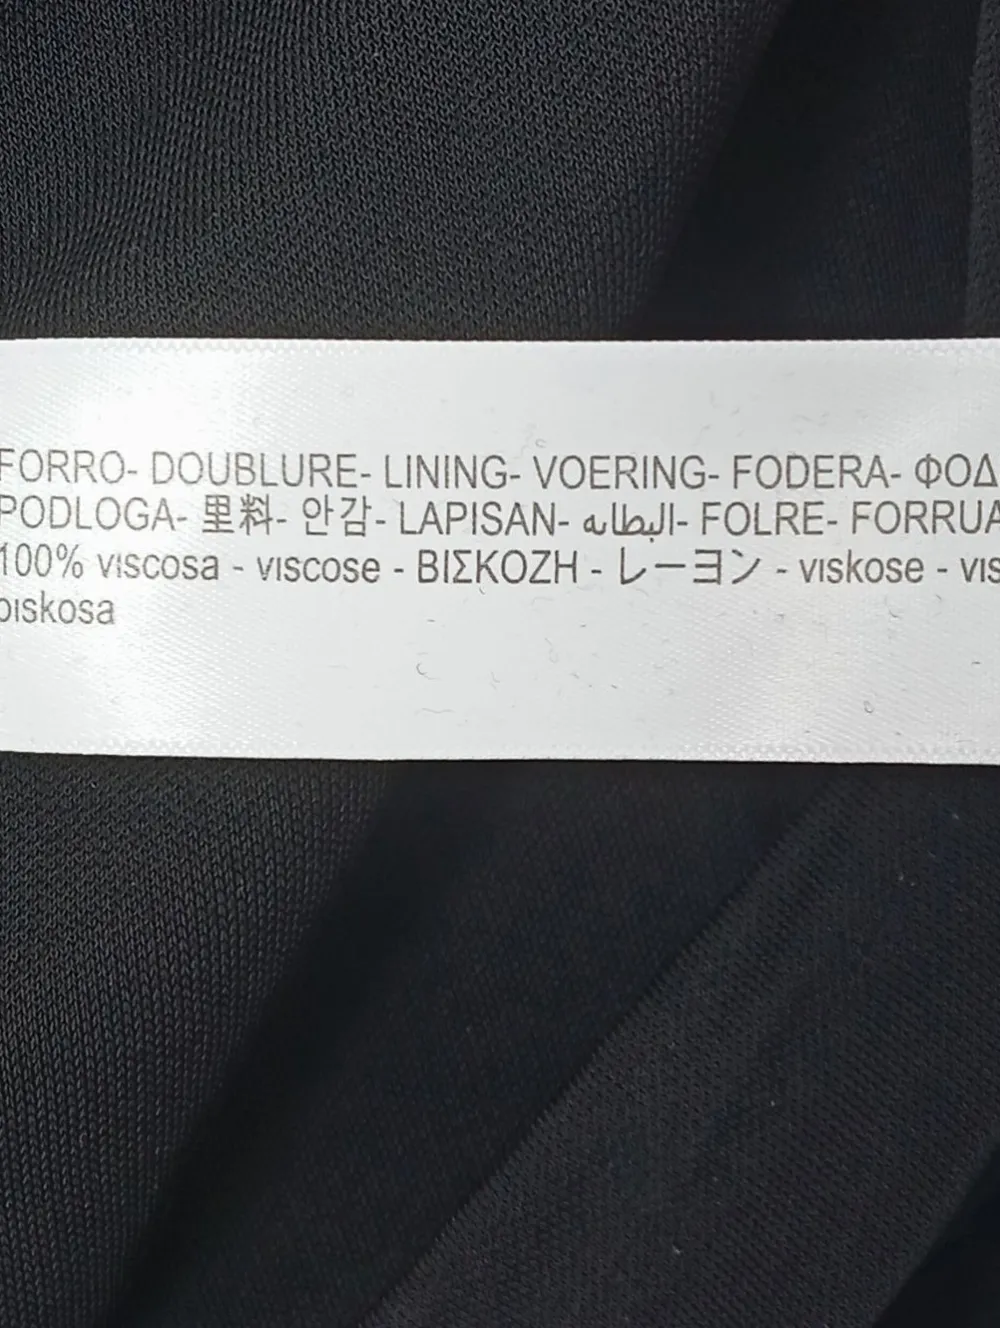 FORRO- DOUBLURE- LINING- VOERING- FODERA- ΦΟΔ
PODLOGA- 里料- 안감- LAPISAN- البطانه- FOLRE- FORRUA
100% viscosa - viscose - ΒΙΣΚΟΖΗ - レーヨン - viskose - vis
biskosa